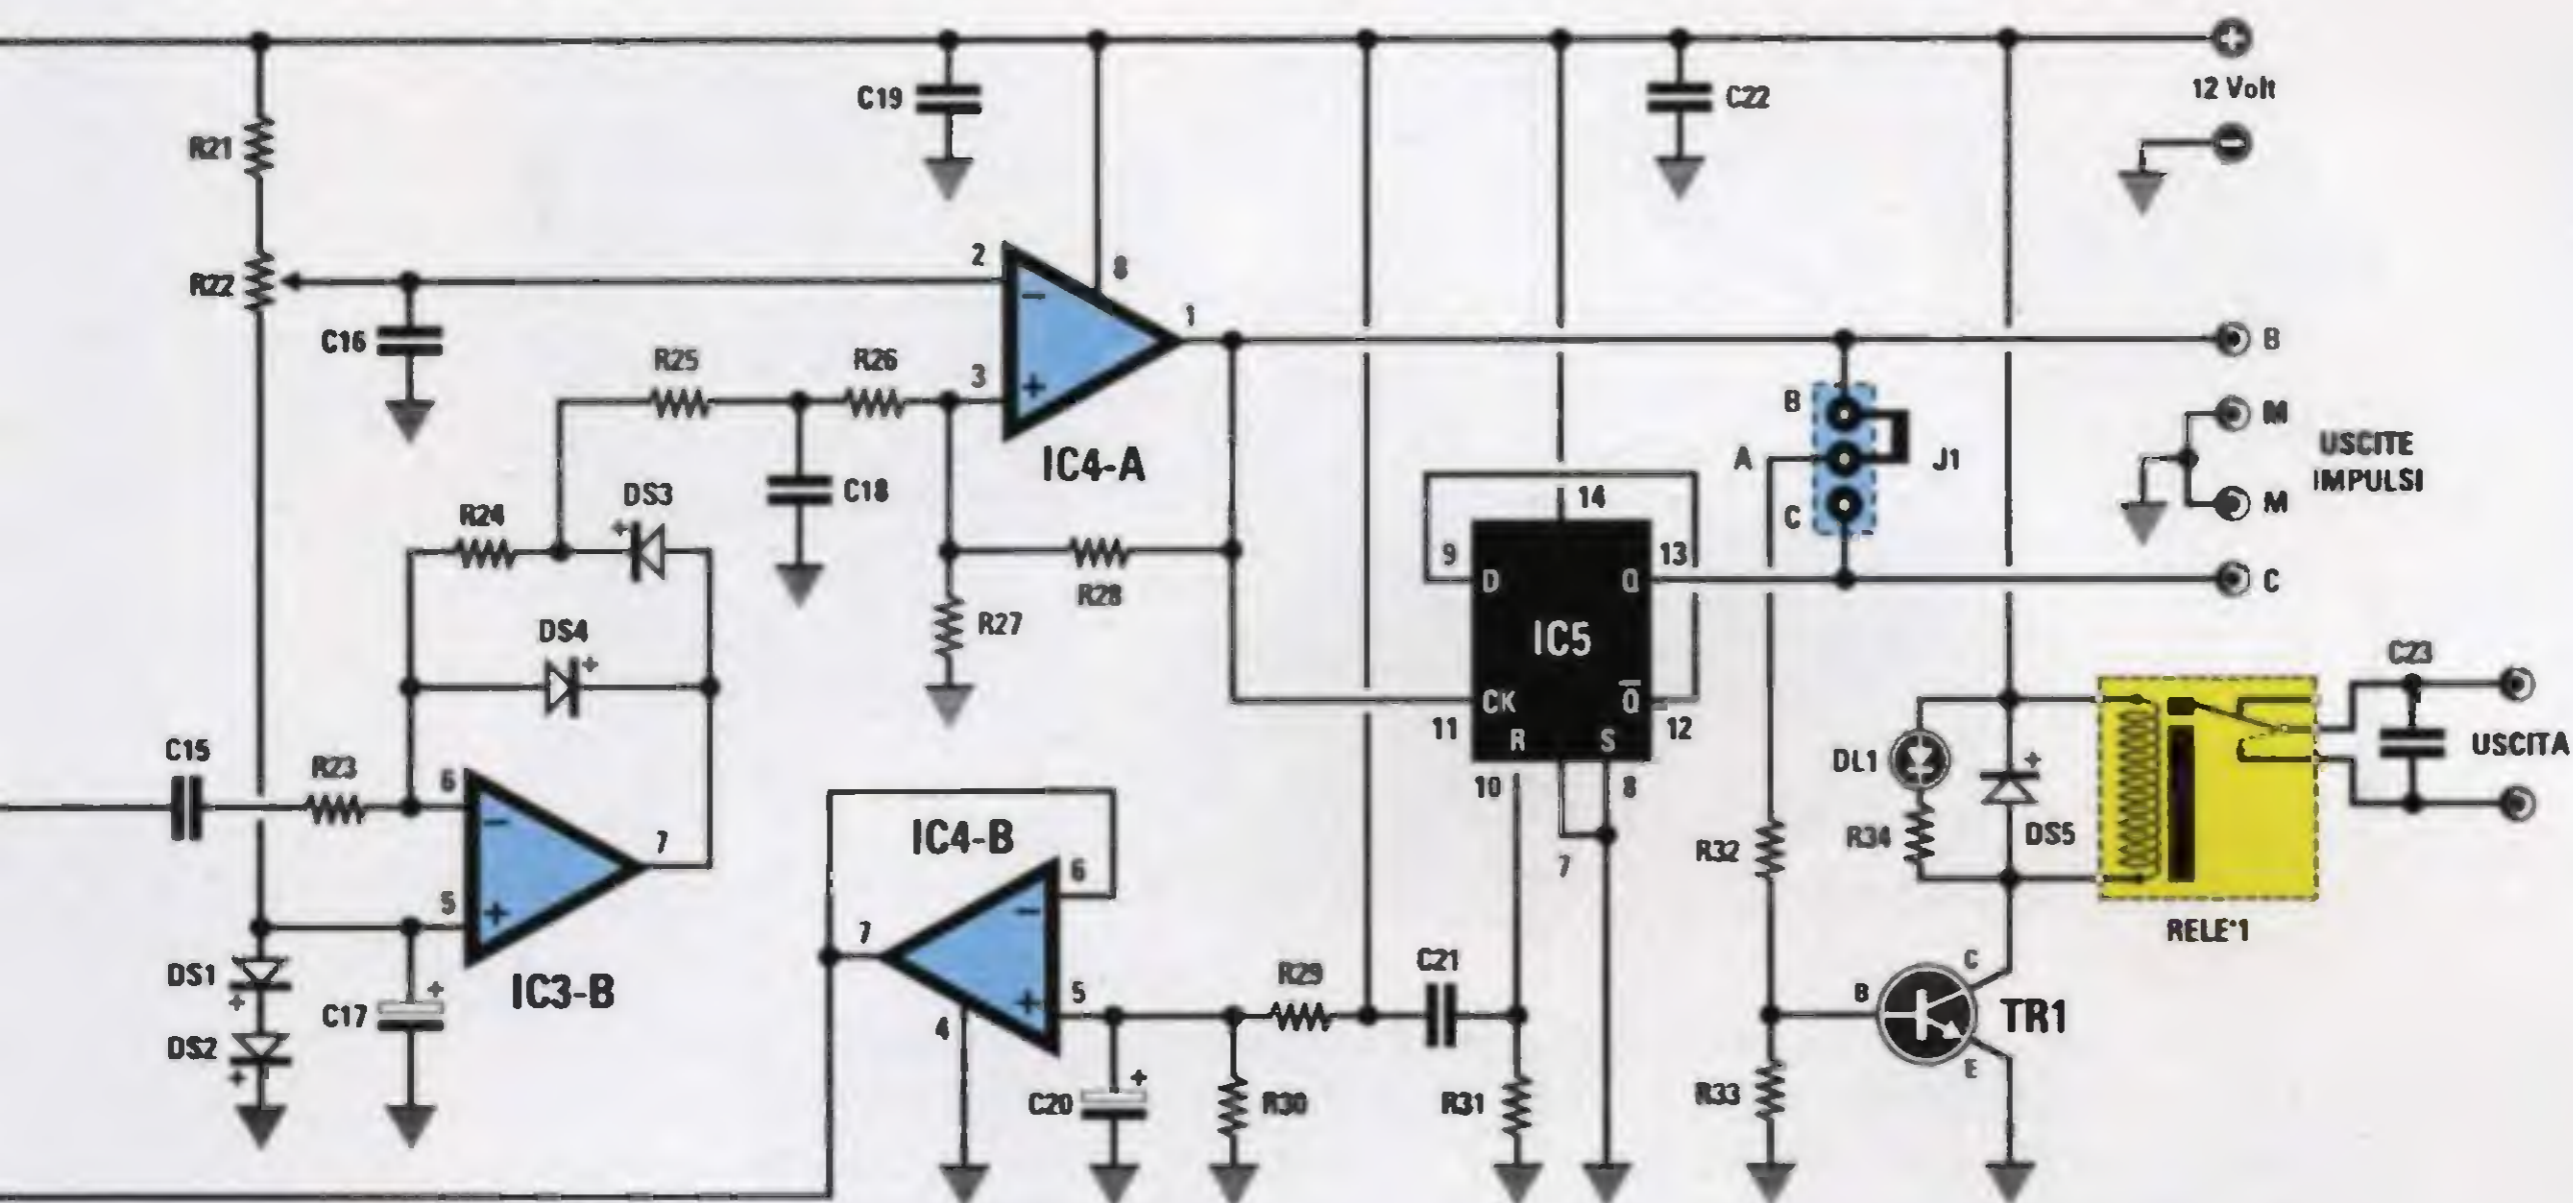 +
12 Volt
-
C19
C22
R21
R22
2
-
8
1
B
C16
R25
R26
3
+
IC4-A
B
A
C
J1
M
M
USCITE
IMPULSI
C18
DS3
+
R24
14
9
13
D
Q
C
R28
R27
DS4
+
IC5
CK
Q
11
12
R
S
10
8
7
C23
USCITA
DL1
+
DS5
R34
R32
RELE'1
C15
R23
6
-
7
5
+
IC3-B
DS1
+
DS2
+
C17
+
IC4-B
6
-
7
5
+
4
R29
C21
C20
+
R30
R31
R33
B
C
E
TR1